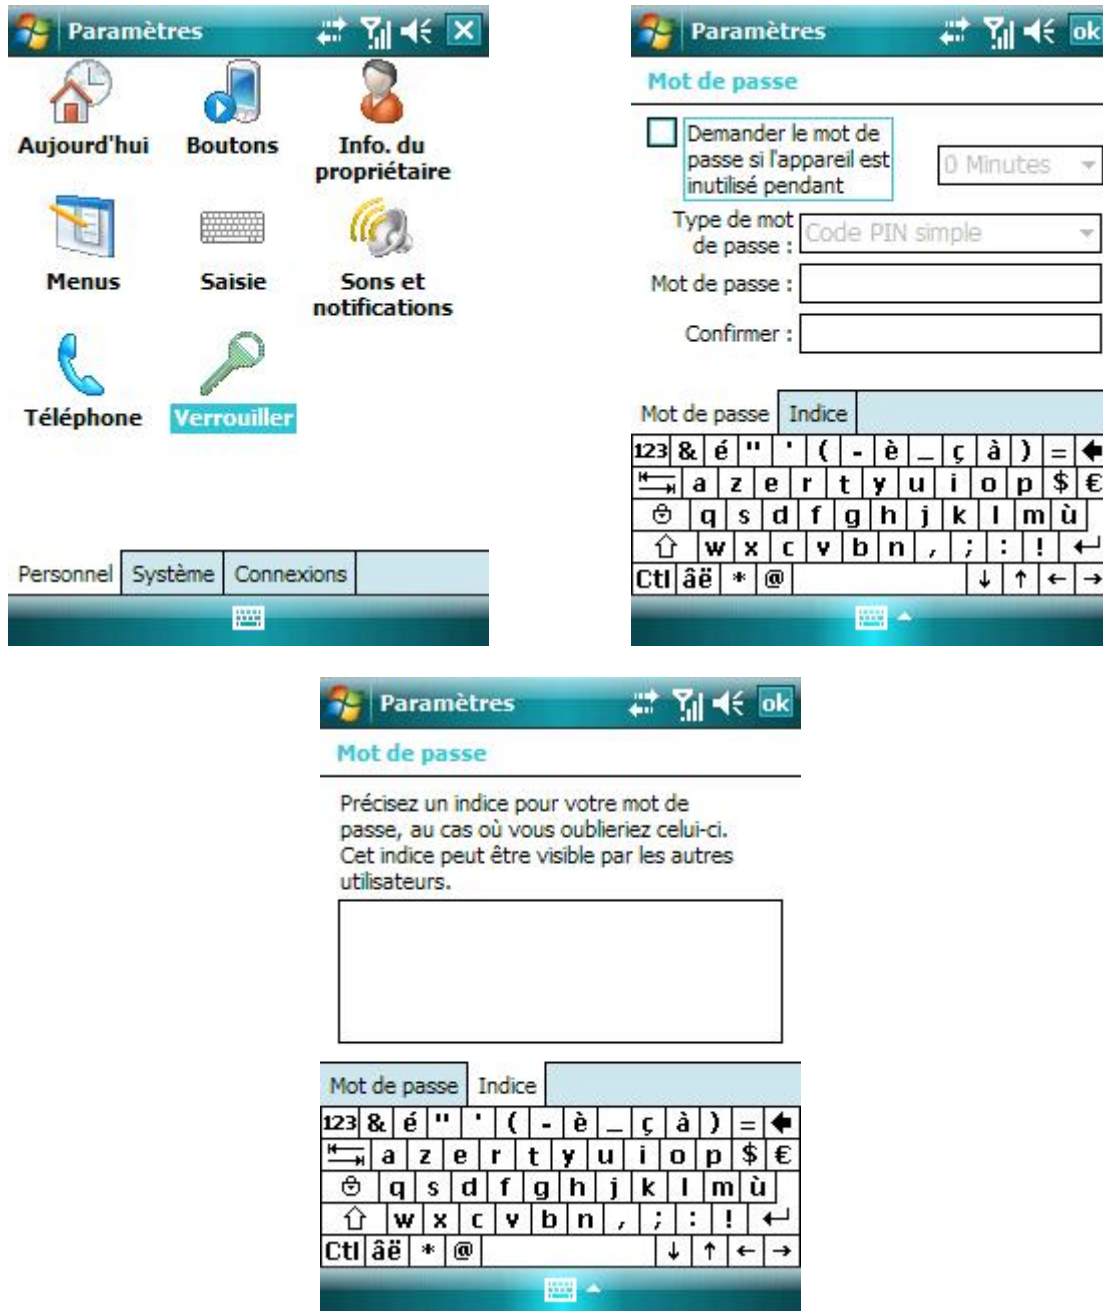 Paramètres
Aujourd'hui Boutons Info. du
propriétaire
Menus Saisie Sons et
notifications
Téléphone Verrouiller
Personnel Système Connexions
Paramètres ok
Mot de passe
Demander le mot de
passe si l'appareil est
inutilisé pendant
0 Minutes
Type de mot
de passe :
Code PIN simple
Mot de passe :
Confirmer :
Mot de passe Indice
123 & é " ' ( - è _ ç à ) =
a z e r t y u i o p $ €
q s d f g h j k l m ù
w x c v b n , ; : !
Ctl âë * @ ↓ ↑ ← →
Paramètres ok
Mot de passe
Précisez un indice pour votre mot de
passe, au cas où vous oublieriez celui-ci.
Cet indice peut être visible par les autres
utilisateurs.
Mot de passe Indice
123 & é " ' ( - è _ ç à ) =
a z e r t y u i o p $ €
q s d f g h j k l m ù
w x c v b n , ; : !
Ctl âë * @ ↓ ↑ ← →